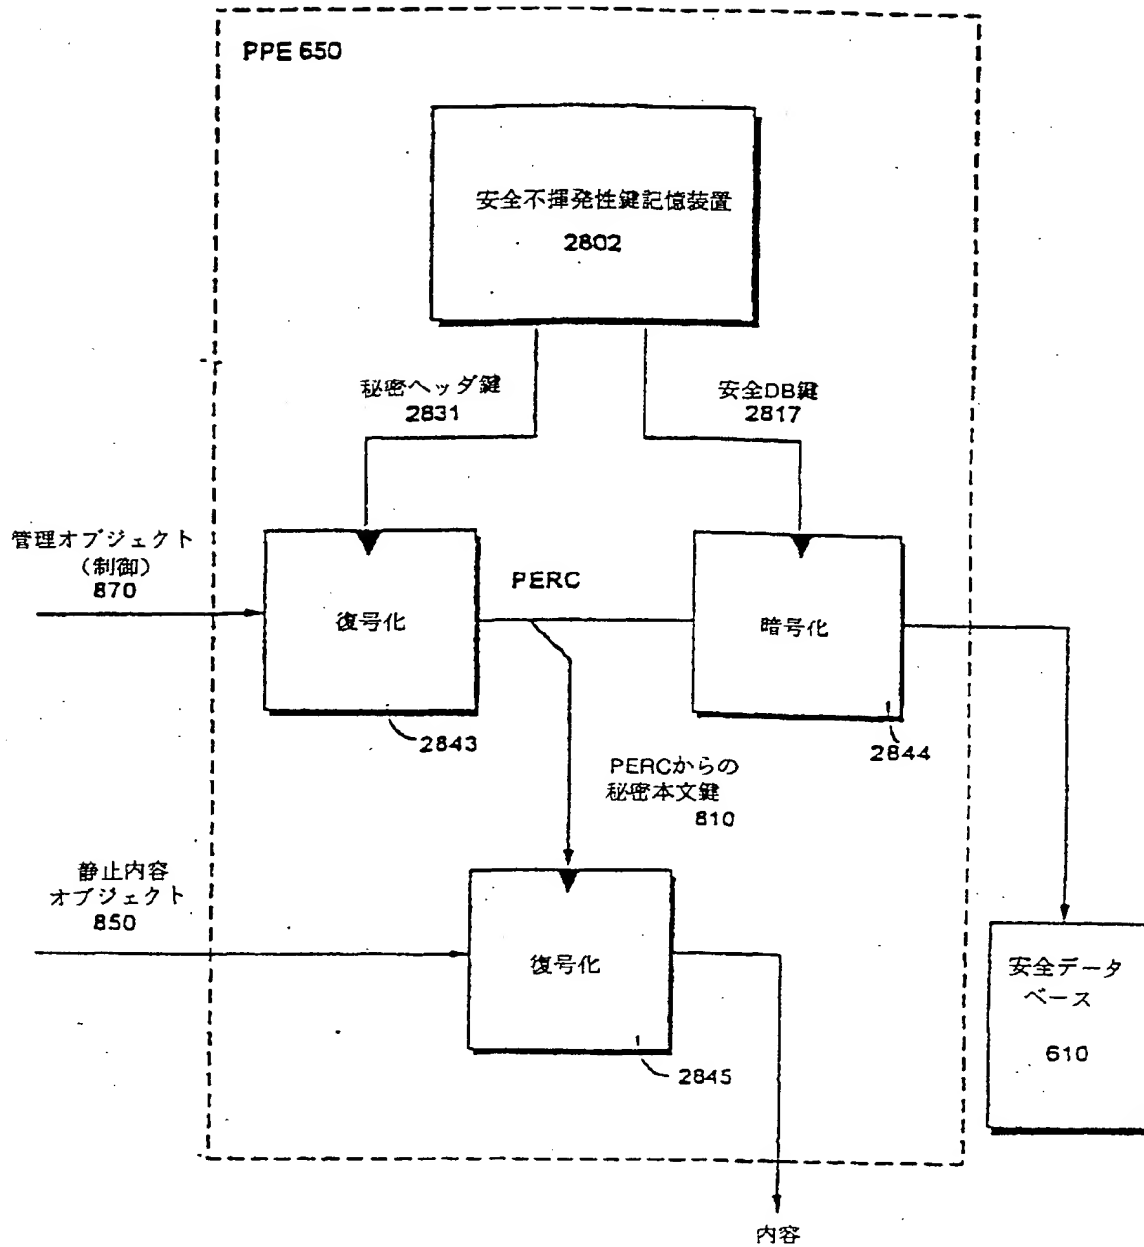 PPE 650
安全不揮発性鍵記憶装置
2802
秘密ヘッダ鍵
2831
安全DB鍵
2817
管理オブジェクト
（制御）
870
復号化
PERC
暗号化
2843
2844
PERCからの
秘密本文鍵
810
静止内容
オブジェクト
850
復号化
2845
安全データ
ベース
610
内容